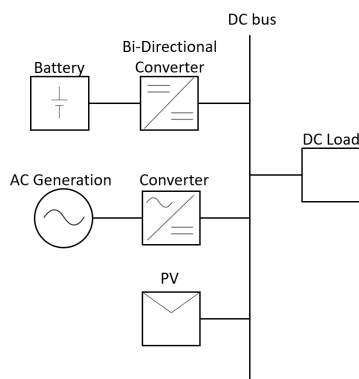 DC bus
Bi-Directional
Converter
Battery
DC Load
AC Generation
Converter
PV